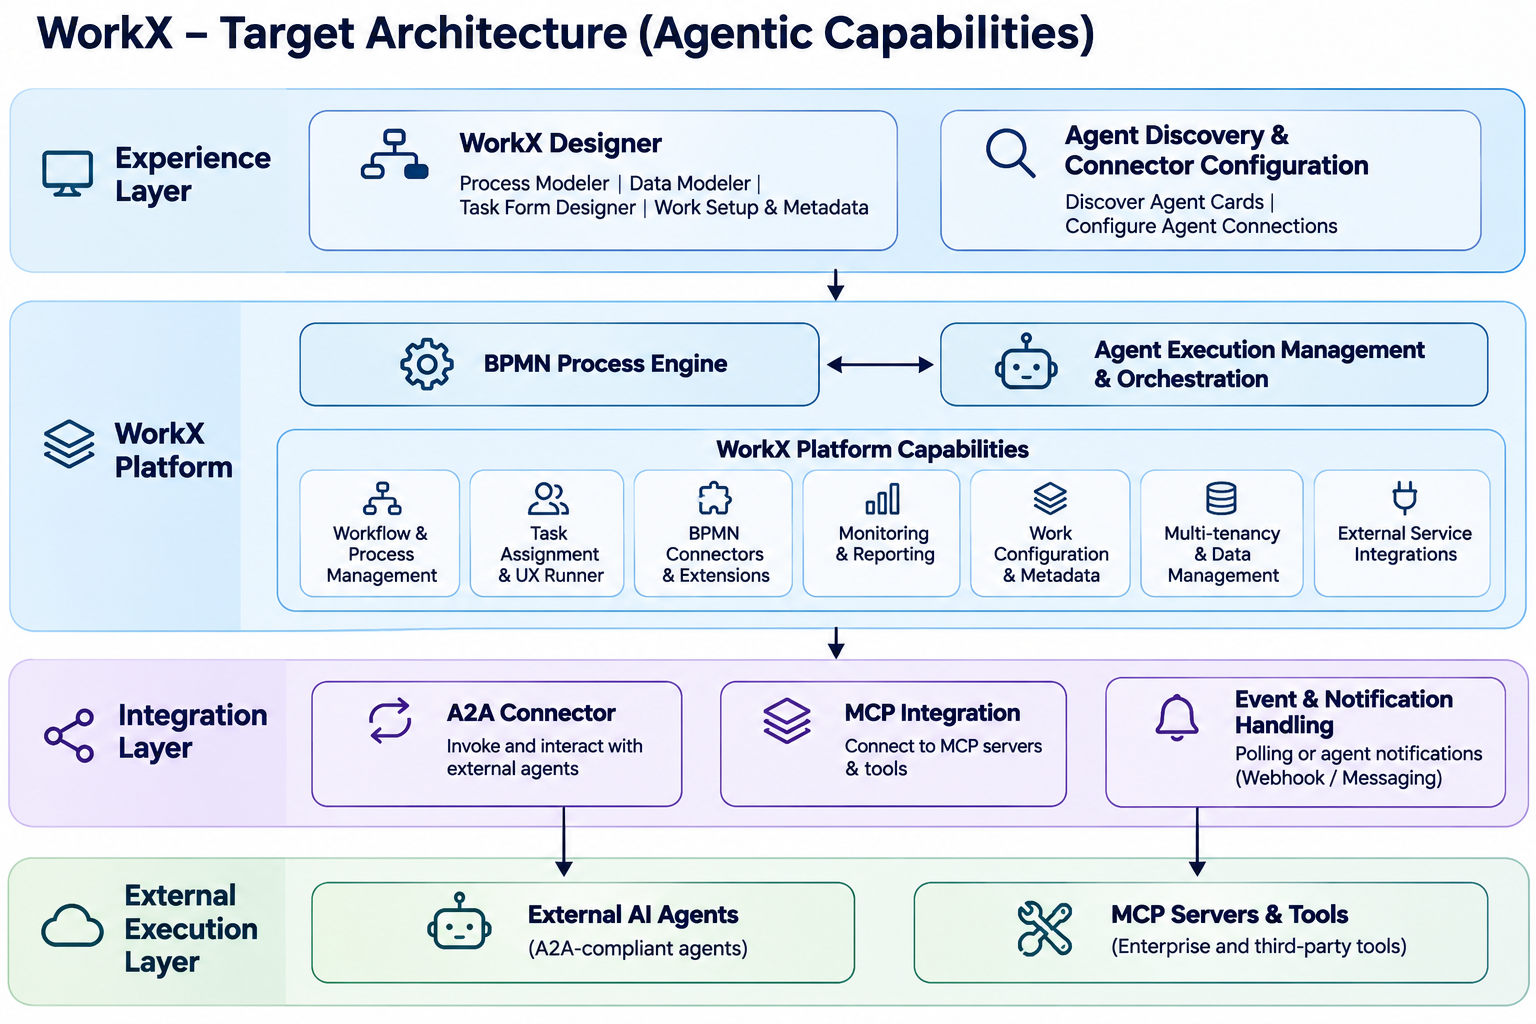 WorkX – Target Architecture (Agentic Capabilities)
Experience
Layer
WorkX Designer
Process Modeler | Data Modeler |
Task Form Designer | Work Setup & Metadata
Agent Discovery &
Connector Configuration
Discover Agent Cards |
Configure Agent Connections
WorkX
Platform
BPMN Process Engine
Agent Execution Management
& Orchestration
WorkX Platform Capabilities
Workflow &
Process
Management
Task
Assignment
& UX Runner
BPMN
Connectors
& Extensions
Monitoring
& Reporting
Work
Configuration
& Metadata
Multi-tenancy
& Data
Management
External Service
Integrations
Integration
Layer
A2A Connector
Invoke and interact with
external agents
MCP Integration
Connect to MCP servers
& tools
Event & Notification
Handling
Polling or agent notifications
(Webhook / Messaging)
External
Execution
Layer
External AI Agents
(A2A-compliant agents)
MCP Servers & Tools
(Enterprise and third-party tools)